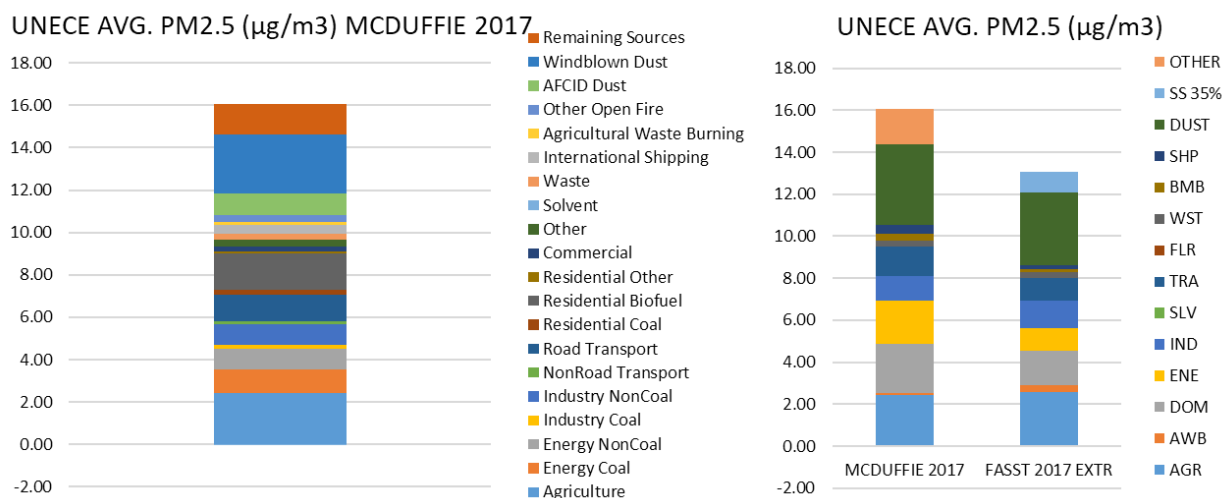 UNECE AVG. PM2.5 (µg/m3) MCDUFFIE 2017
18.00
16.00
14.00
12.00
10.00
8.00
6.00
4.00
2.00
0.00
-2.00
Remaining Sources
Windblown Dust
AFCID Dust
Other Open Fire
Agricultural Waste Burning
International Shipping
Waste
Solvent
Other
Commercial
Residential Other
Residential Biofuel
Residential Coal
Road Transport
NonRoad Transport
Industry NonCoal
Industry Coal
Energy NonCoal
Energy Coal
Agriculture
UNECE AVG. PM2.5 (µg/m3)
18.00
16.00
14.00
12.00
10.00
8.00
6.00
4.00
2.00
0.00
-2.00
MCDUFFIE 2017 FASST 2017 EXTR
OTHER
SS 35%
DUST
SHP
BMB
WST
FLR
TRA
SLV
IND
ENE
DOM
AWB
AGR